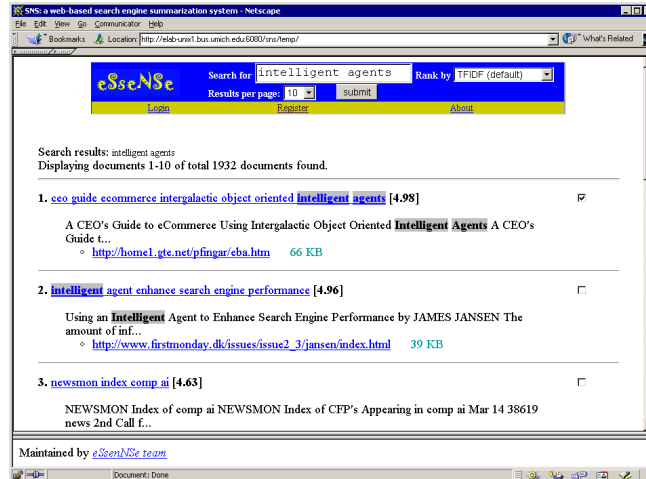 SNS: a web-based search engine summarization system - Netscape
File Edit View Go Communicator Help
Bookmarks Location: http://elab-unix1.bus.umich.edu:6080/sns/temp/ What's Related
eSseNSe
Search for intelligent agents Rank by TFIDF (default)
Results per page: 10 submit
Login Register About
Search results: intelligent agents
Displaying documents 1-10 of total 1932 documents found.
1. ceo guide ecommerce intergalactic object oriented intelligent agents [4.98]
A CEO's Guide to eCommerce Using Intergalactic Object Oriented Intelligent Agents A CEO's
Guide t...
http://home1.gte.net/pfingar/eba.htm 66 KB
2. intelligent agent enhance search engine performance [4.96]
Using an Intelligent Agent to Enhance Search Engine Performance by JAMES JANSEN The
amount of inf...
http://www.firstmonday.dk/issues/issue2_3/jansen/index.html 39 KB
3. newsmon index comp ai [4.63]
NEWSMON Index of comp ai NEWSMON Index of CFP's Appearing in comp ai Mar 14 38619
news 2nd Call f...
Maintained by eSsenNSe team
Document: Done